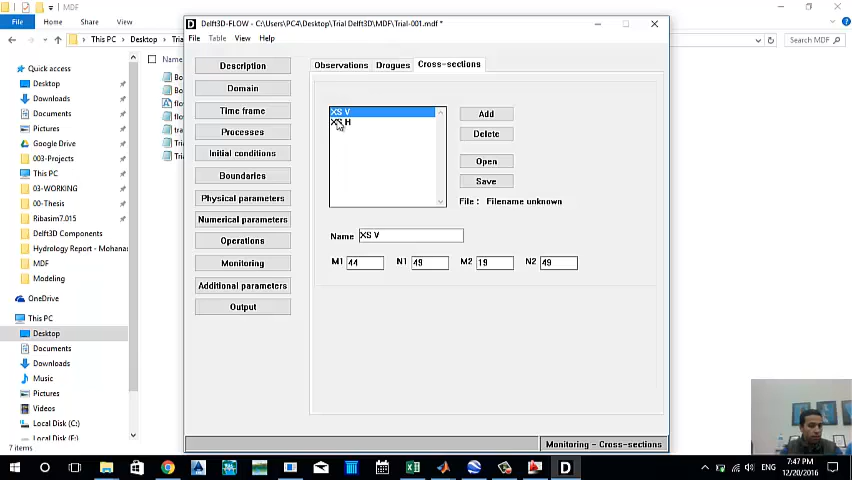 MDF
Delft3D-FLOW - C:\Users\PC4\Desktop\Trial Delft3D\MDF\Trial-001.mdf *
File Home Share View
File Table View Help
This PC Desktop
Search MDF
Quick access
Desktop
Downloads
Documents
Pictures
Google Drive
003-Projects
This PC
03-WORKING
00-Thesis
Ribasim7.015
Delft3D Components
Hydrology Report - Mohana
MDF
Modeling
OneDrive
This PC
Desktop
Documents
Downloads
Music
Pictures
Videos
Local Disk (C:)
7 items
Description
Domain
Time frame
Processes
Initial conditions
Boundaries
Physical parameters
Numerical parameters
Operations
Monitoring
Additional parameters
Output
Observations Drogues Cross-sections
XS V
XS H
Add
Delete
Open
Save
File : Filename unknown
Name XS V
M1 44 N1 49 M2 19 N2 49
Monitoring - Cross-sections
ENG
7:47 PM
12/20/2016